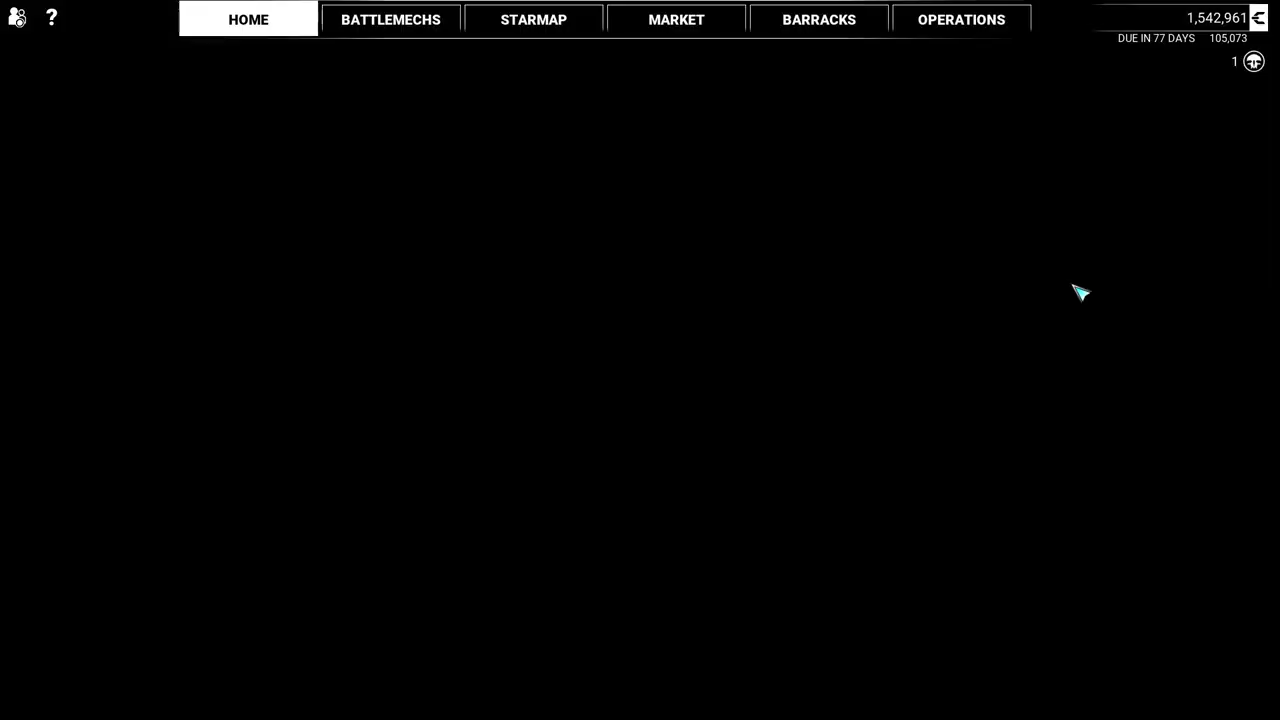 ?
HOME
BATTLEMECHS
STARMAP
MARKET
BARRACKS
OPERATIONS
1,542,961
DUE IN 77 DAYS 105,073
1